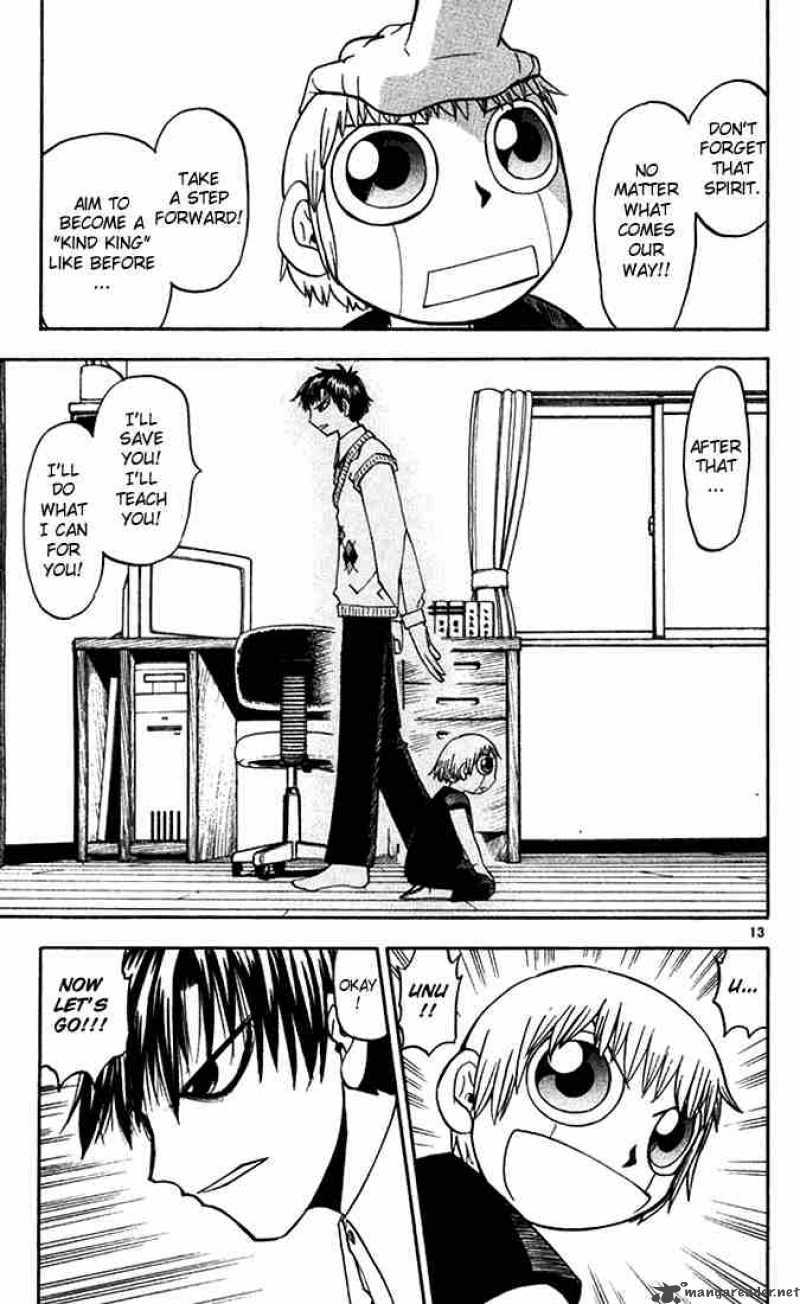 DON'T
FORGET
THAT
SPIRIT.
NO
MATTER
WHAT
COMES
OUR
WAY!!
TAKE
A STEP
FORWARD!
AIM TO
BECOME A
"KIND KING"
LIKE BEFORE
...
AFTER
THAT
...
I'LL
SAVE
YOU!
I'LL
TEACH
YOU!
I'LL
DO
WHAT
I CAN
FOR
YOU!
13
U...
UNU
!!
OKAY
!
NOW
LET'S
GO!!!
mangareader.net